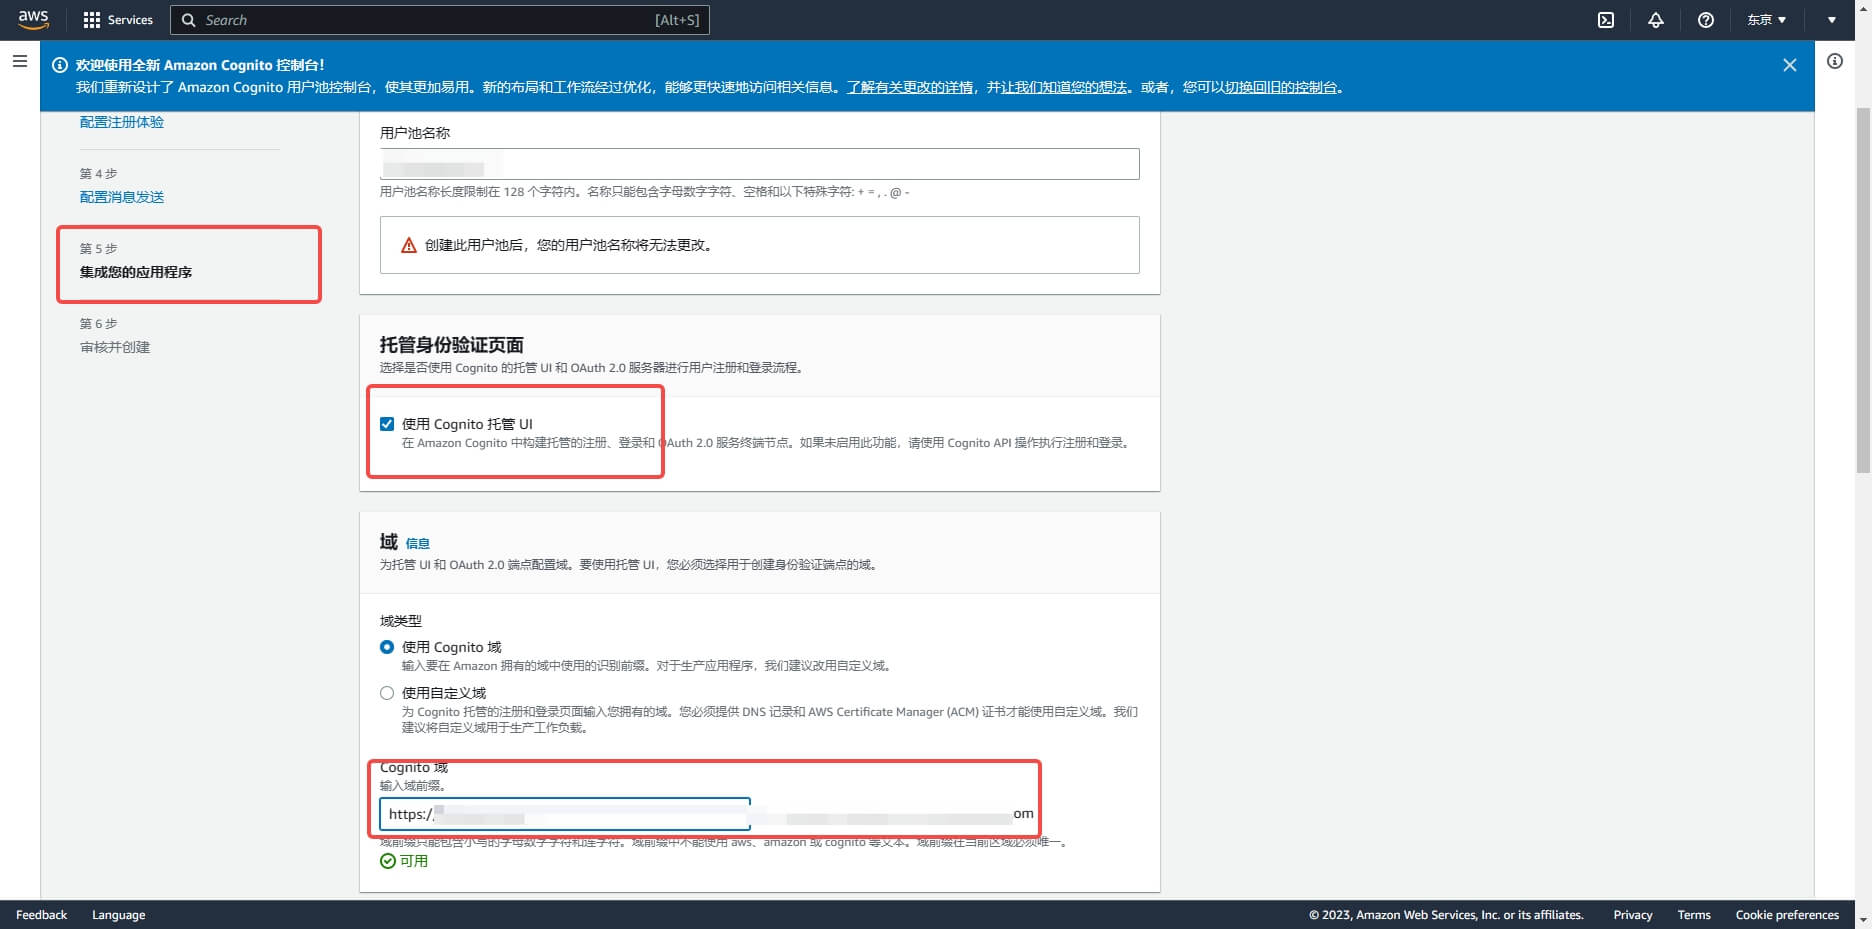 aws
Services
Search
[Alt+S]
东京
欢迎使用全新 Amazon Cognito 控制台!
我们重新设计了 Amazon Cognito 用户池控制台，使其更加易用。新的布局和工作流经过优化，能够更快速地访问相关信息。了解有关更改的详情，并让我们知道您的想法。或者，您可以切换回旧的控制台。
配置注册体验
第 4 步
配置消息发送
第 5 步
集成您的应用程序
第 6 步
审核并创建
用户池名称
用户池名称长度限制在 128 个字符内。名称只能包含字母数字字符、空格和以下特殊字符: + = , . @ -
创建此用户池后，您的用户池名称将无法更改。
托管身份验证页面
选择是否使用 Cognito 的托管 UI 和 OAuth 2.0 服务器进行用户注册和登录流程。
使用 Cognito 托管 UI
在 Amazon Cognito 中构建托管的注册、登录和 OAuth 2.0 服务终端节点。如果未启用此功能，请使用 Cognito API 操作执行注册和登录。
域 信息
为托管 UI 和 OAuth 2.0 端点配置域。要使用托管 UI，您必须选择用于创建身份验证端点的域。
域类型
使用 Cognito 域
输入要在 Amazon 拥有的域中使用的识别前缀。对于生产应用程序，我们建议改用自定义域。
使用自定义域
为 Cognito 托管的注册和登录页面输入您拥有的域。您必须提供 DNS 记录和 AWS Certificate Manager (ACM) 证书才能使用自定义域。我们
建议将自定义域用于生产工作负载。
Cognito 域
输入域前缀。
https:/
om
域前缀只能包含小写的字母数字字符和连字符。域前缀中不能使用 aws、amazon 或 cognito 等文本。域前缀在当前区域必须唯一。
可用
Feedback
Language
© 2023, Amazon Web Services, Inc. or its affiliates.
Privacy
Terms
Cookie preferences